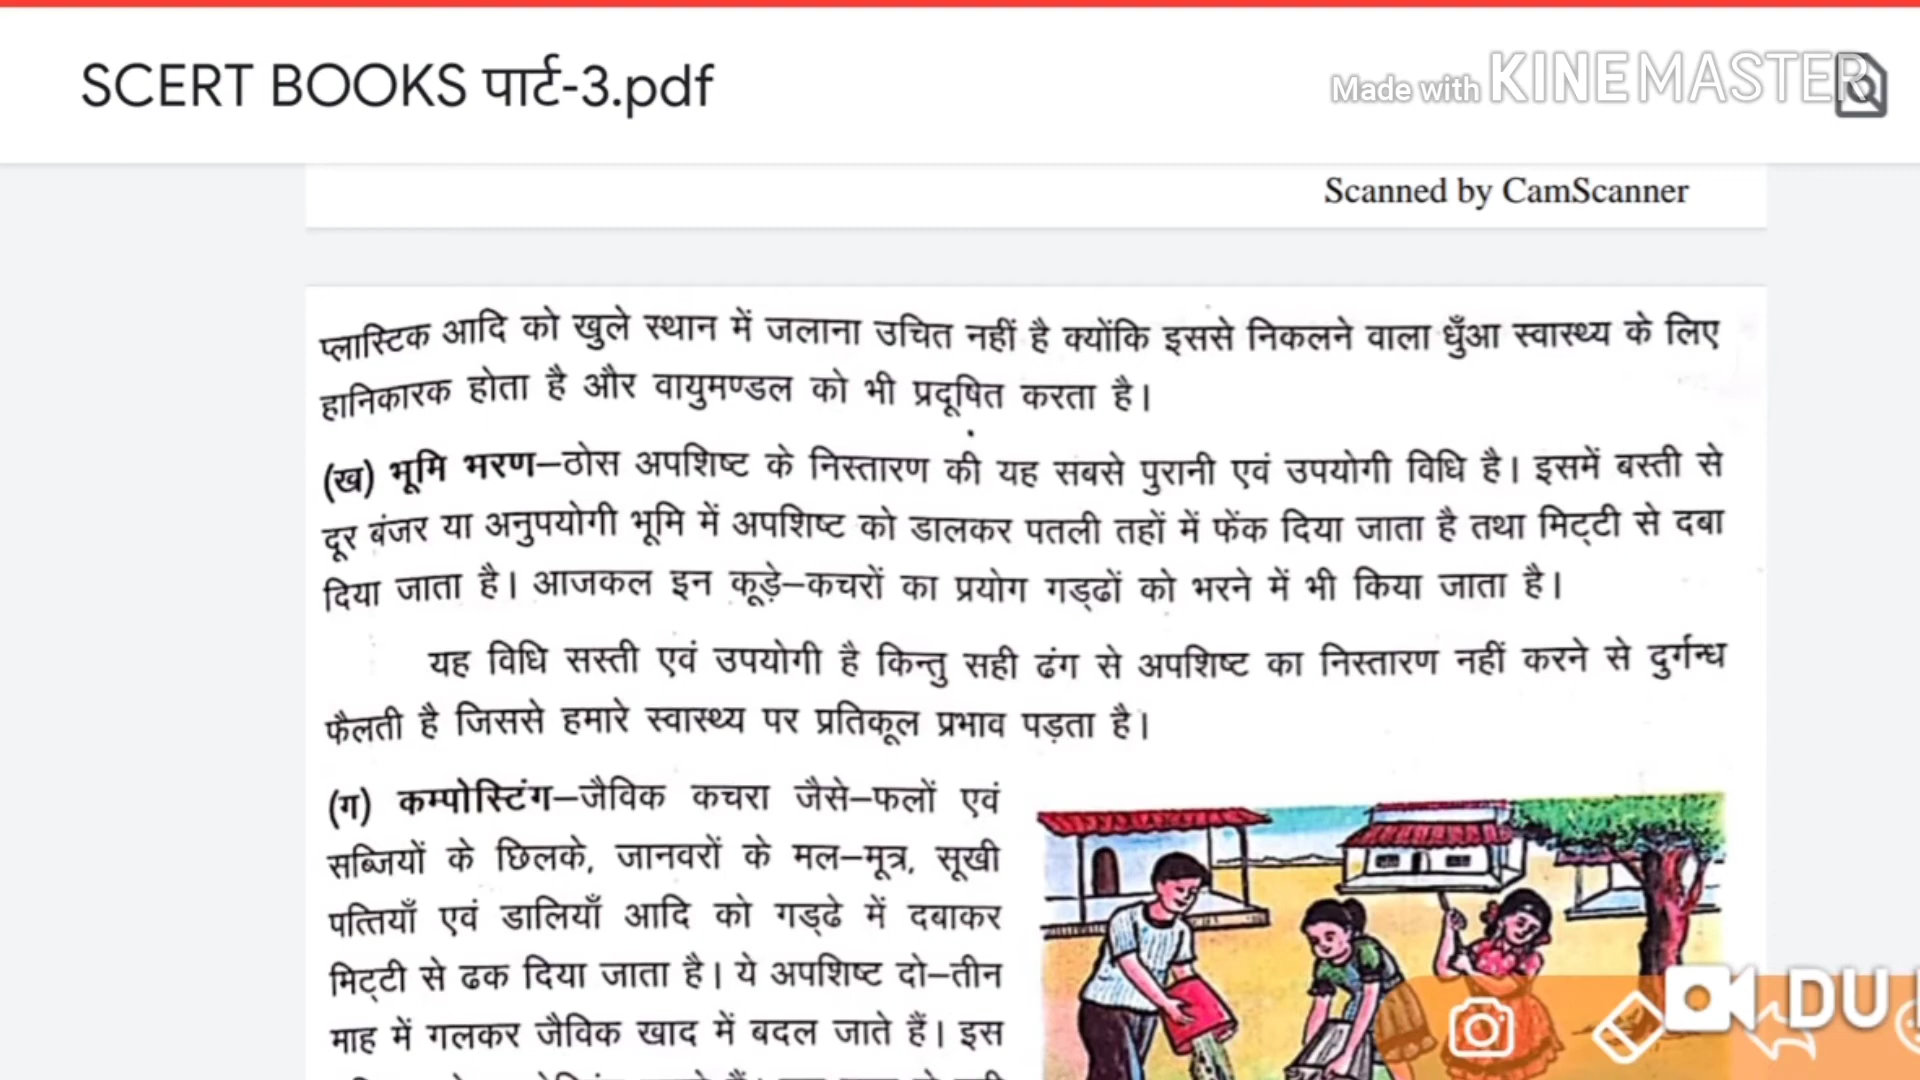 SCERT BOOKS पार्ट-3.pdf
Made with KINEMASTER
Scanned by CamScanner
प्लास्टिक आदि को खुले स्थान में जलाना उचित नहीं है क्योंकि इससे निकलने वाला धुँआ स्वास्थ्य के लिए
हानिकारक होता है और वायुमण्डल को भी प्रदूषित करता है।
(ख) भूमि भरण–ठोस अपशिष्ट के निस्तारण की यह सबसे पुरानी एवं उपयोगी विधि है। इसमें बस्ती से
दूर बंजर या अनुपयोगी भूमि में अपशिष्ट को डालकर पतली तहों में फेंक दिया जाता है तथा मिट्टी से दबा
दिया जाता है। आजकल इन कूड़े–कचरों का प्रयोग गड्ढों को भरने में भी किया जाता है।
यह विधि सस्ती एवं उपयोगी है किन्तु सही ढंग से अपशिष्ट का निस्तारण नहीं करने से दुर्गन्ध
फैलती है जिससे हमारे स्वास्थ्य पर प्रतिकूल प्रभाव पड़ता है।
(ग) कम्पोस्टिंग–जैविक कचरा जैसे–फलों एवं
सब्जियों के छिलके, जानवरों के मल–मूत्र, सूखी
पत्तियाँ एवं डालियाँ आदि को गड्ढे में दबाकर
मिट्टी से ढक दिया जाता है। ये अपशिष्ट दो–तीन
माह में गलकर जैविक खाद में बदल जाते हैं। इस
DU